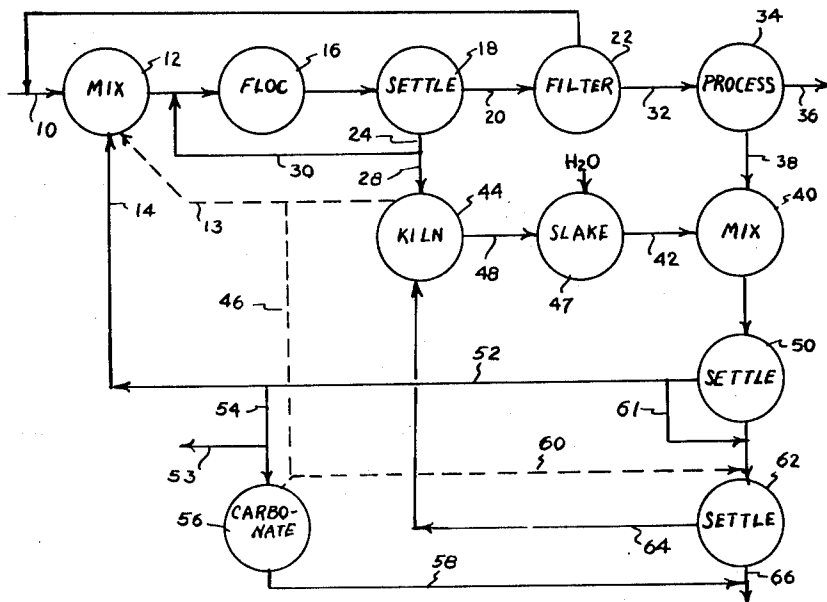 12
16
18
22
34
MIX
FLOC
SETTLE
FILTER
PROCESS
10
20
32
36
24
30
28
H2O
38
14
13
44
40
KILN
SLAKE
MIX
48
42
46
47
50
52
SETTLE
54
61
53
60
62
CARBO-
NATE
56
SETTLE
64
58
66